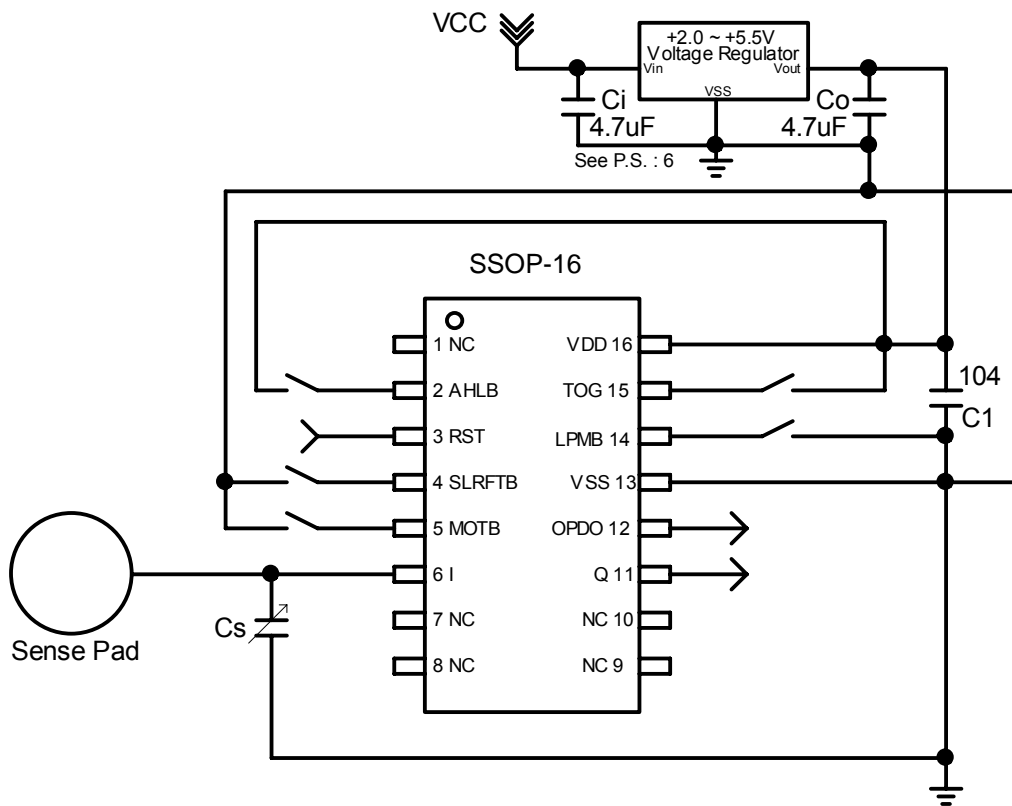 VCC
+2.0 ~ +5.5V
Voltage Regulator
Vin
Vout
VSS
Ci
4.7uF
Co
4.7uF
See P.S. : 6
SSOP-16
1 NC
VDD 16
2 AHLB
TOG 15
104
C1
3 RST
LPMB 14
4 SLRFTB
VSS 13
5 MOTB
OPDO 12
6 I
Q 11
Cs
7 NC
NC 10
Sense Pad
8 NC
NC 9